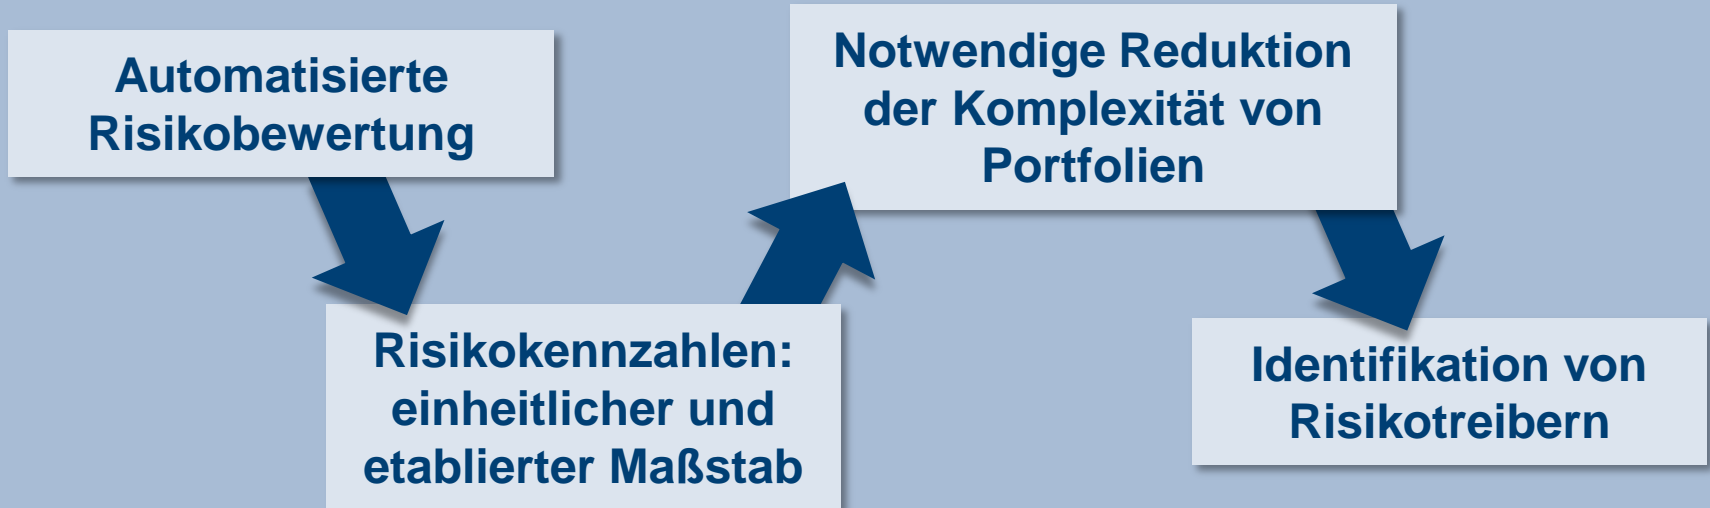 Automatisierte
Risikobewertung
Risikokennzahlen:
einheitlicher und
etablierter Maßstab
Notwendige Reduktion
der Komplexität von
Portfolien
Identifikation von
Risikotreibern